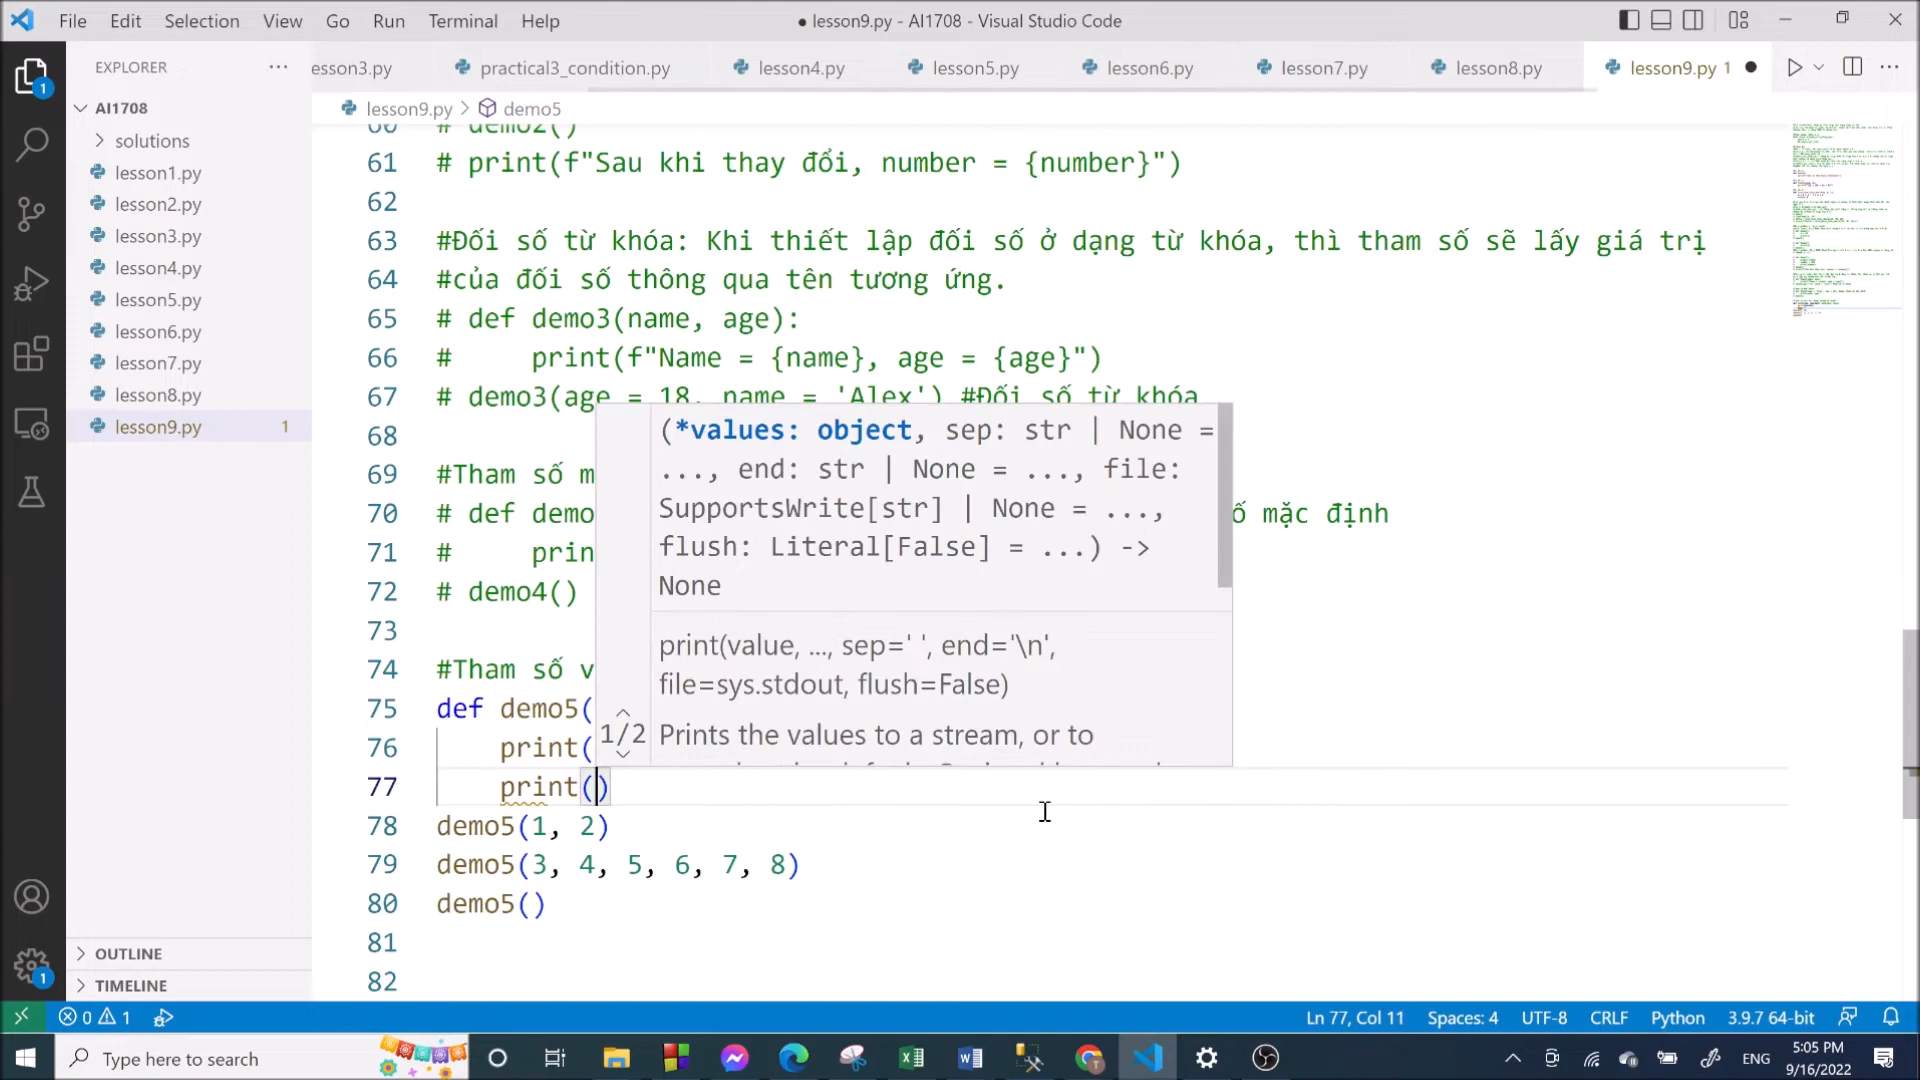 File Edit Selection View Go Run Terminal Help
● lesson9.py - AI1708 - Visual Studio Code
EXPLORER ···
esson3.py practical3_condition.py lesson4.py lesson5.py lesson6.py lesson7.py lesson8.py lesson9.py 1
1
AI1708
lesson9.py > demo5
solutions
lesson1.py
lesson2.py
lesson3.py
lesson4.py
lesson5.py
lesson6.py
lesson7.py
lesson8.py
lesson9.py 1
60 # demo2()
61 # print(f"Sau khi thay đổi, number = {number}")
62
63 #Đối số từ khóa: Khi thiết lập đối số ở dạng từ khóa, thì tham số sẽ lấy giá trị
64 #của đối số thông qua tên tương ứng.
65 # def demo3(name, age):
66 #     print(f"Name = {name}, age = {age}")
67 # demo3(age = 18, name = 'Alex') #Đối số từ khóa
68
69 #Tham số m
70 # def demo ố mặc định
71 #     prin
72 # demo4()
73
74 #Tham số v
75 def demo5(
76     print(
77     print()
78 demo5(1, 2)
79 demo5(3, 4, 5, 6, 7, 8)
80 demo5()
81
82
(*values: object, sep: str | None =
..., end: str | None = ..., file:
SupportsWrite[str] | None = ...,
flush: Literal[False] = ...) ->
None
print(value, ..., sep=' ', end='\n',
file=sys.stdout, flush=False)
1/2
Prints the values to a stream, or to
OUTLINE
TIMELINE
1
0 1
Ln 77, Col 11 Spaces: 4 UTF-8 CRLF Python 3.9.7 64-bit
Type here to search
ENG
5:05 PM
9/16/2022